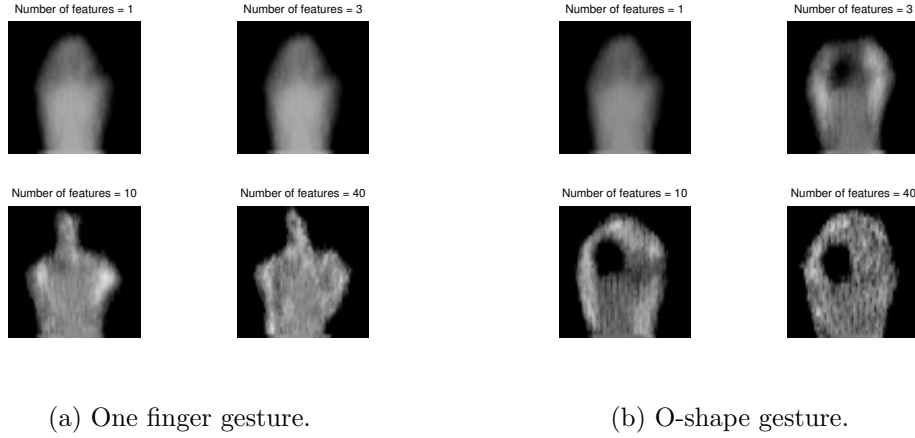 Number of features = 1
Number of features = 3
Number of features = 10
Number of features = 40
(a) One finger gesture.
Number of features = 1
Number of features = 3
Number of features = 10
Number of features = 40
(b) O-shape gesture.